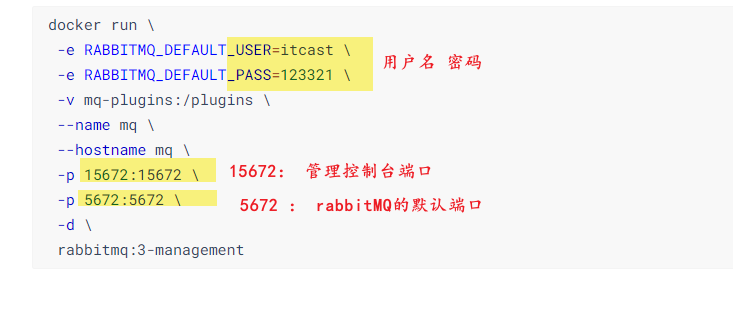 docker run \
-e RABBITMQ_DEFAULT_USER=itcast \
-e RABBITMQ_DEFAULT_PASS=123321 \
用户名 密码
-v mq-plugins:/plugins \
--name mq \
--hostname mq \
-p 15672:15672 \
15672: 管理控制台端口
-p 5672:5672 \
5672 : rabbitMQ的默认端口
-d \
rabbitmq:3-management